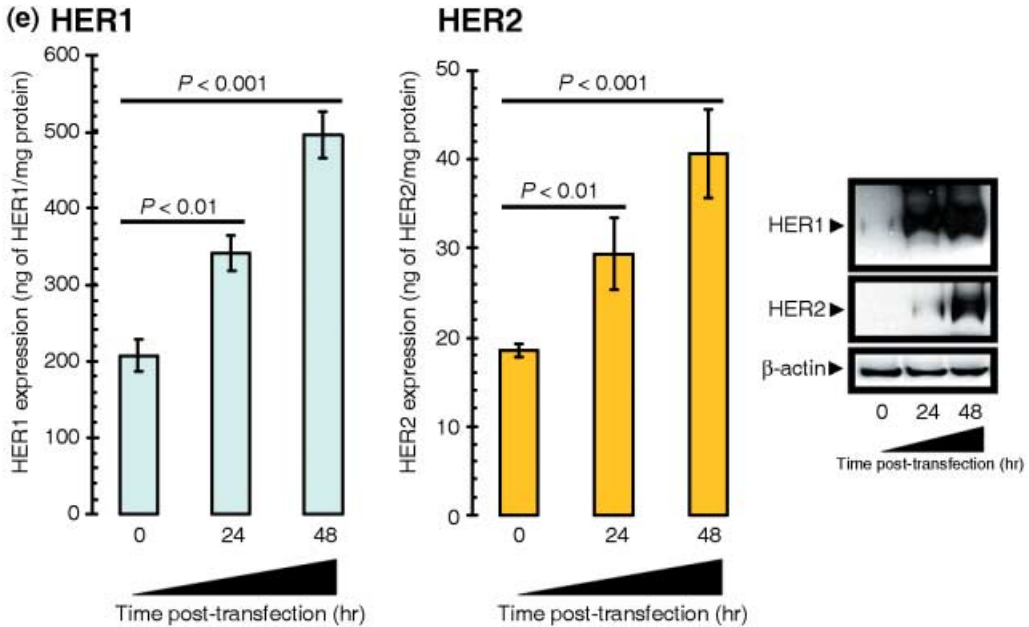 (e) HER1
HER1 expression (ng of HER1/mg protein)
600
500
400
300
200
100
0
P < 0.001
P < 0.01
0 24 48
Time post-transfection (hr)
HER2
HER2 expression (ng of HER2/mg protein)
50
40
30
20
10
0
P < 0.001
P < 0.01
0 24 48
Time post-transfection (hr)
HER1
HER2
β-actin
0 24 48
Time post-transfection (hr)